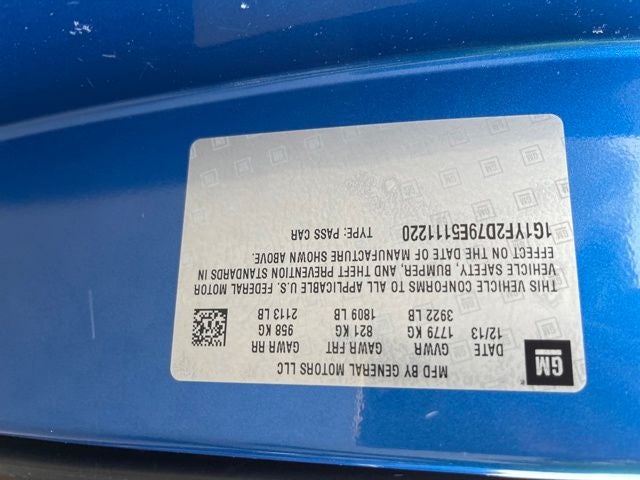 GM
MFD BY GENERAL MOTORS LLC
DATE GVWR GAWR FRT GAWR RR
12/13 1779 KG 821 KG 958 KG
3922 LB 1809 LB 2113 LB
THIS VEHICLE CONFORMS TO ALL APPLICABLE U.S. FEDERAL MOTOR
VEHICLE SAFETY, BUMPER, AND THEFT PREVENTION STANDARDS IN
EFFECT ON THE DATE OF MANUFACTURE SHOWN ABOVE.
1G1YF2D79E5111220 TYPE: PASS CAR